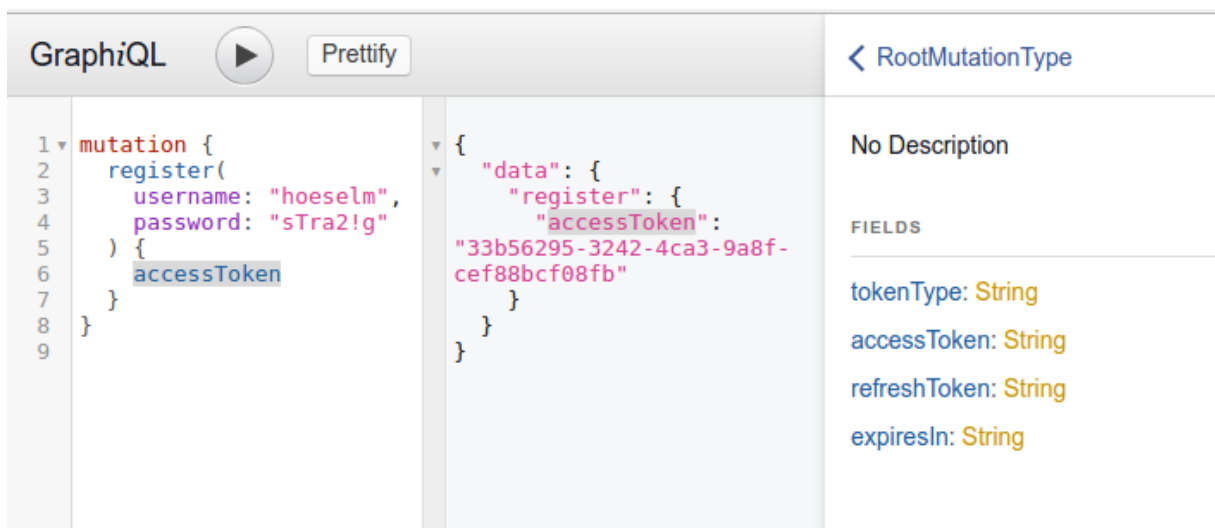 GraphiQL
Prettify
RootMutationType
1 mutation {
2   register(
3     username: "hoeselm",
4     password: "sTra2!g"
5   ) {
6     accessToken
7   }
8 }
9
{
  "data": {
    "register": {
      "accessToken":
"33b56295-3242-4ca3-9a8f-
cef88bcf08fb"
    }
  }
}
No Description
FIELDS
tokenType: String
accessToken: String
refreshToken: String
expiresIn: String